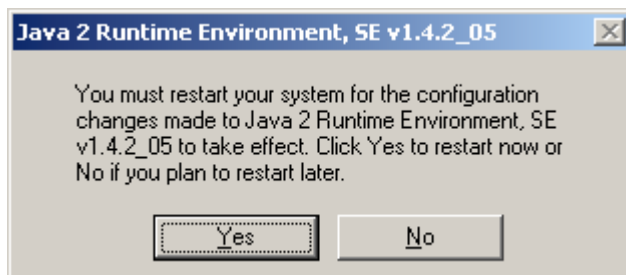 Java 2 Runtime Environment, SE v1.4.2_05
You must restart your system for the configuration
changes made to Java 2 Runtime Environment, SE
v1.4.2_05 to take effect. Click Yes to restart now or
No if you plan to restart later.
Yes
No